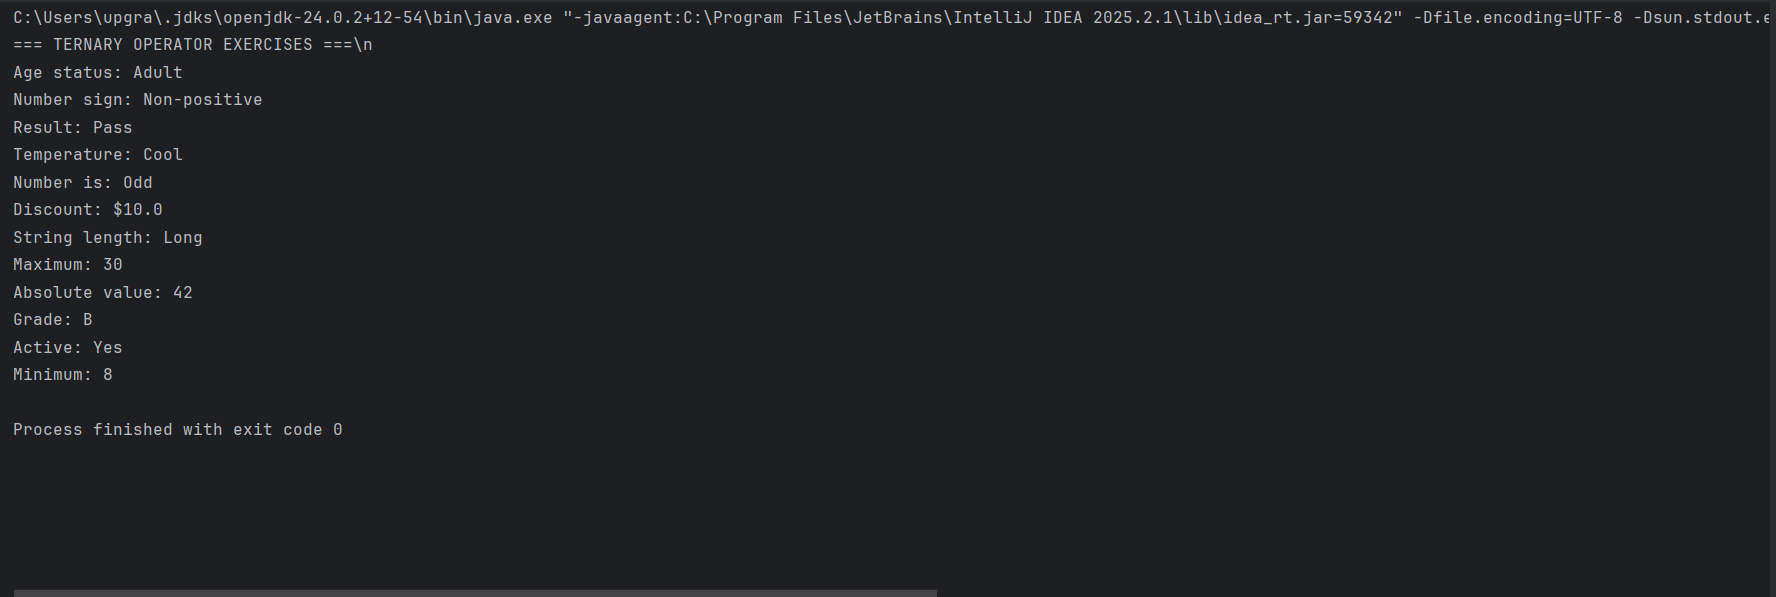 C:\Users\upgra\.jdks\openjdk-24.0.2+12-54\bin\java.exe "-javaagent:C:\Program Files\JetBrains\IntelliJ IDEA 2025.2.1\lib\idea_rt.jar=59342" -Dfile.encoding=UTF-8 -Dsun.stdout.e
=== TERNARY OPERATOR EXERCISES ===\n
Age status: Adult
Number sign: Non-positive
Result: Pass
Temperature: Cool
Number is: Odd
Discount: $10.0
String length: Long
Maximum: 30
Absolute value: 42
Grade: B
Active: Yes
Minimum: 8
Process finished with exit code 0